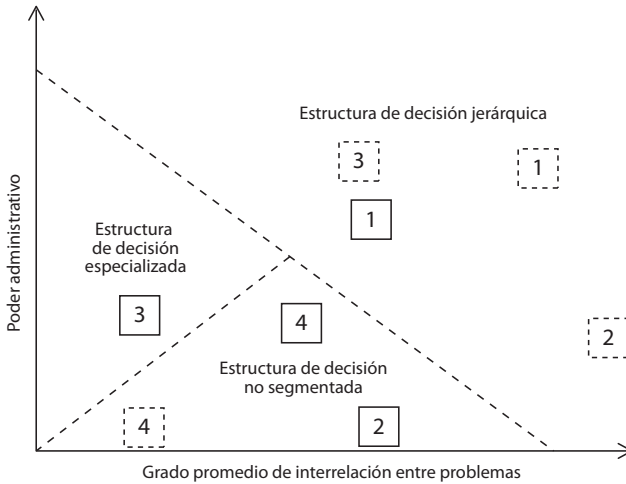 Estructura de decisión jerárquica
3
1
1
Estructura
de decisión
especializada
3
4
2
Estructura de decisión
no segmentada
4
2
Poder administrativo
Grado promedio de interrelación entre problemas